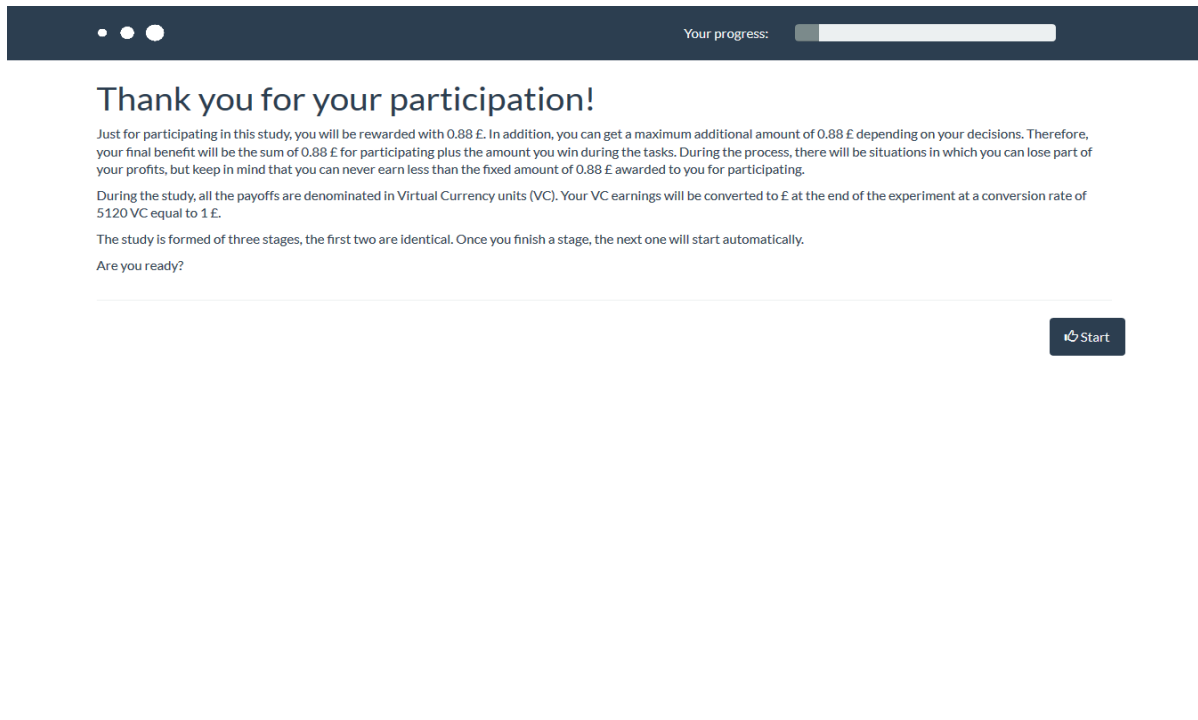 Your progress:
Thank you for your participation!
Just for participating in this study, you will be rewarded with 0.88 £. In addition, you can get a maximum additional amount of 0.88 £ depending on your decisions. Therefore,
your final benefit will be the sum of 0.88 £ for participating plus the amount you win during the tasks. During the process, there will be situations in which you can lose part of
your profits, but keep in mind that you can never earn less than the fixed amount of 0.88 £ awarded to you for participating.
During the study, all the payoffs are denominated in Virtual Currency units (VC). Your VC earnings will be converted to £ at the end of the experiment at a conversion rate of
5120 VC equal to 1 £.
The study is formed of three stages, the first two are identical. Once you finish a stage, the next one will start automatically.
Are you ready?
Start